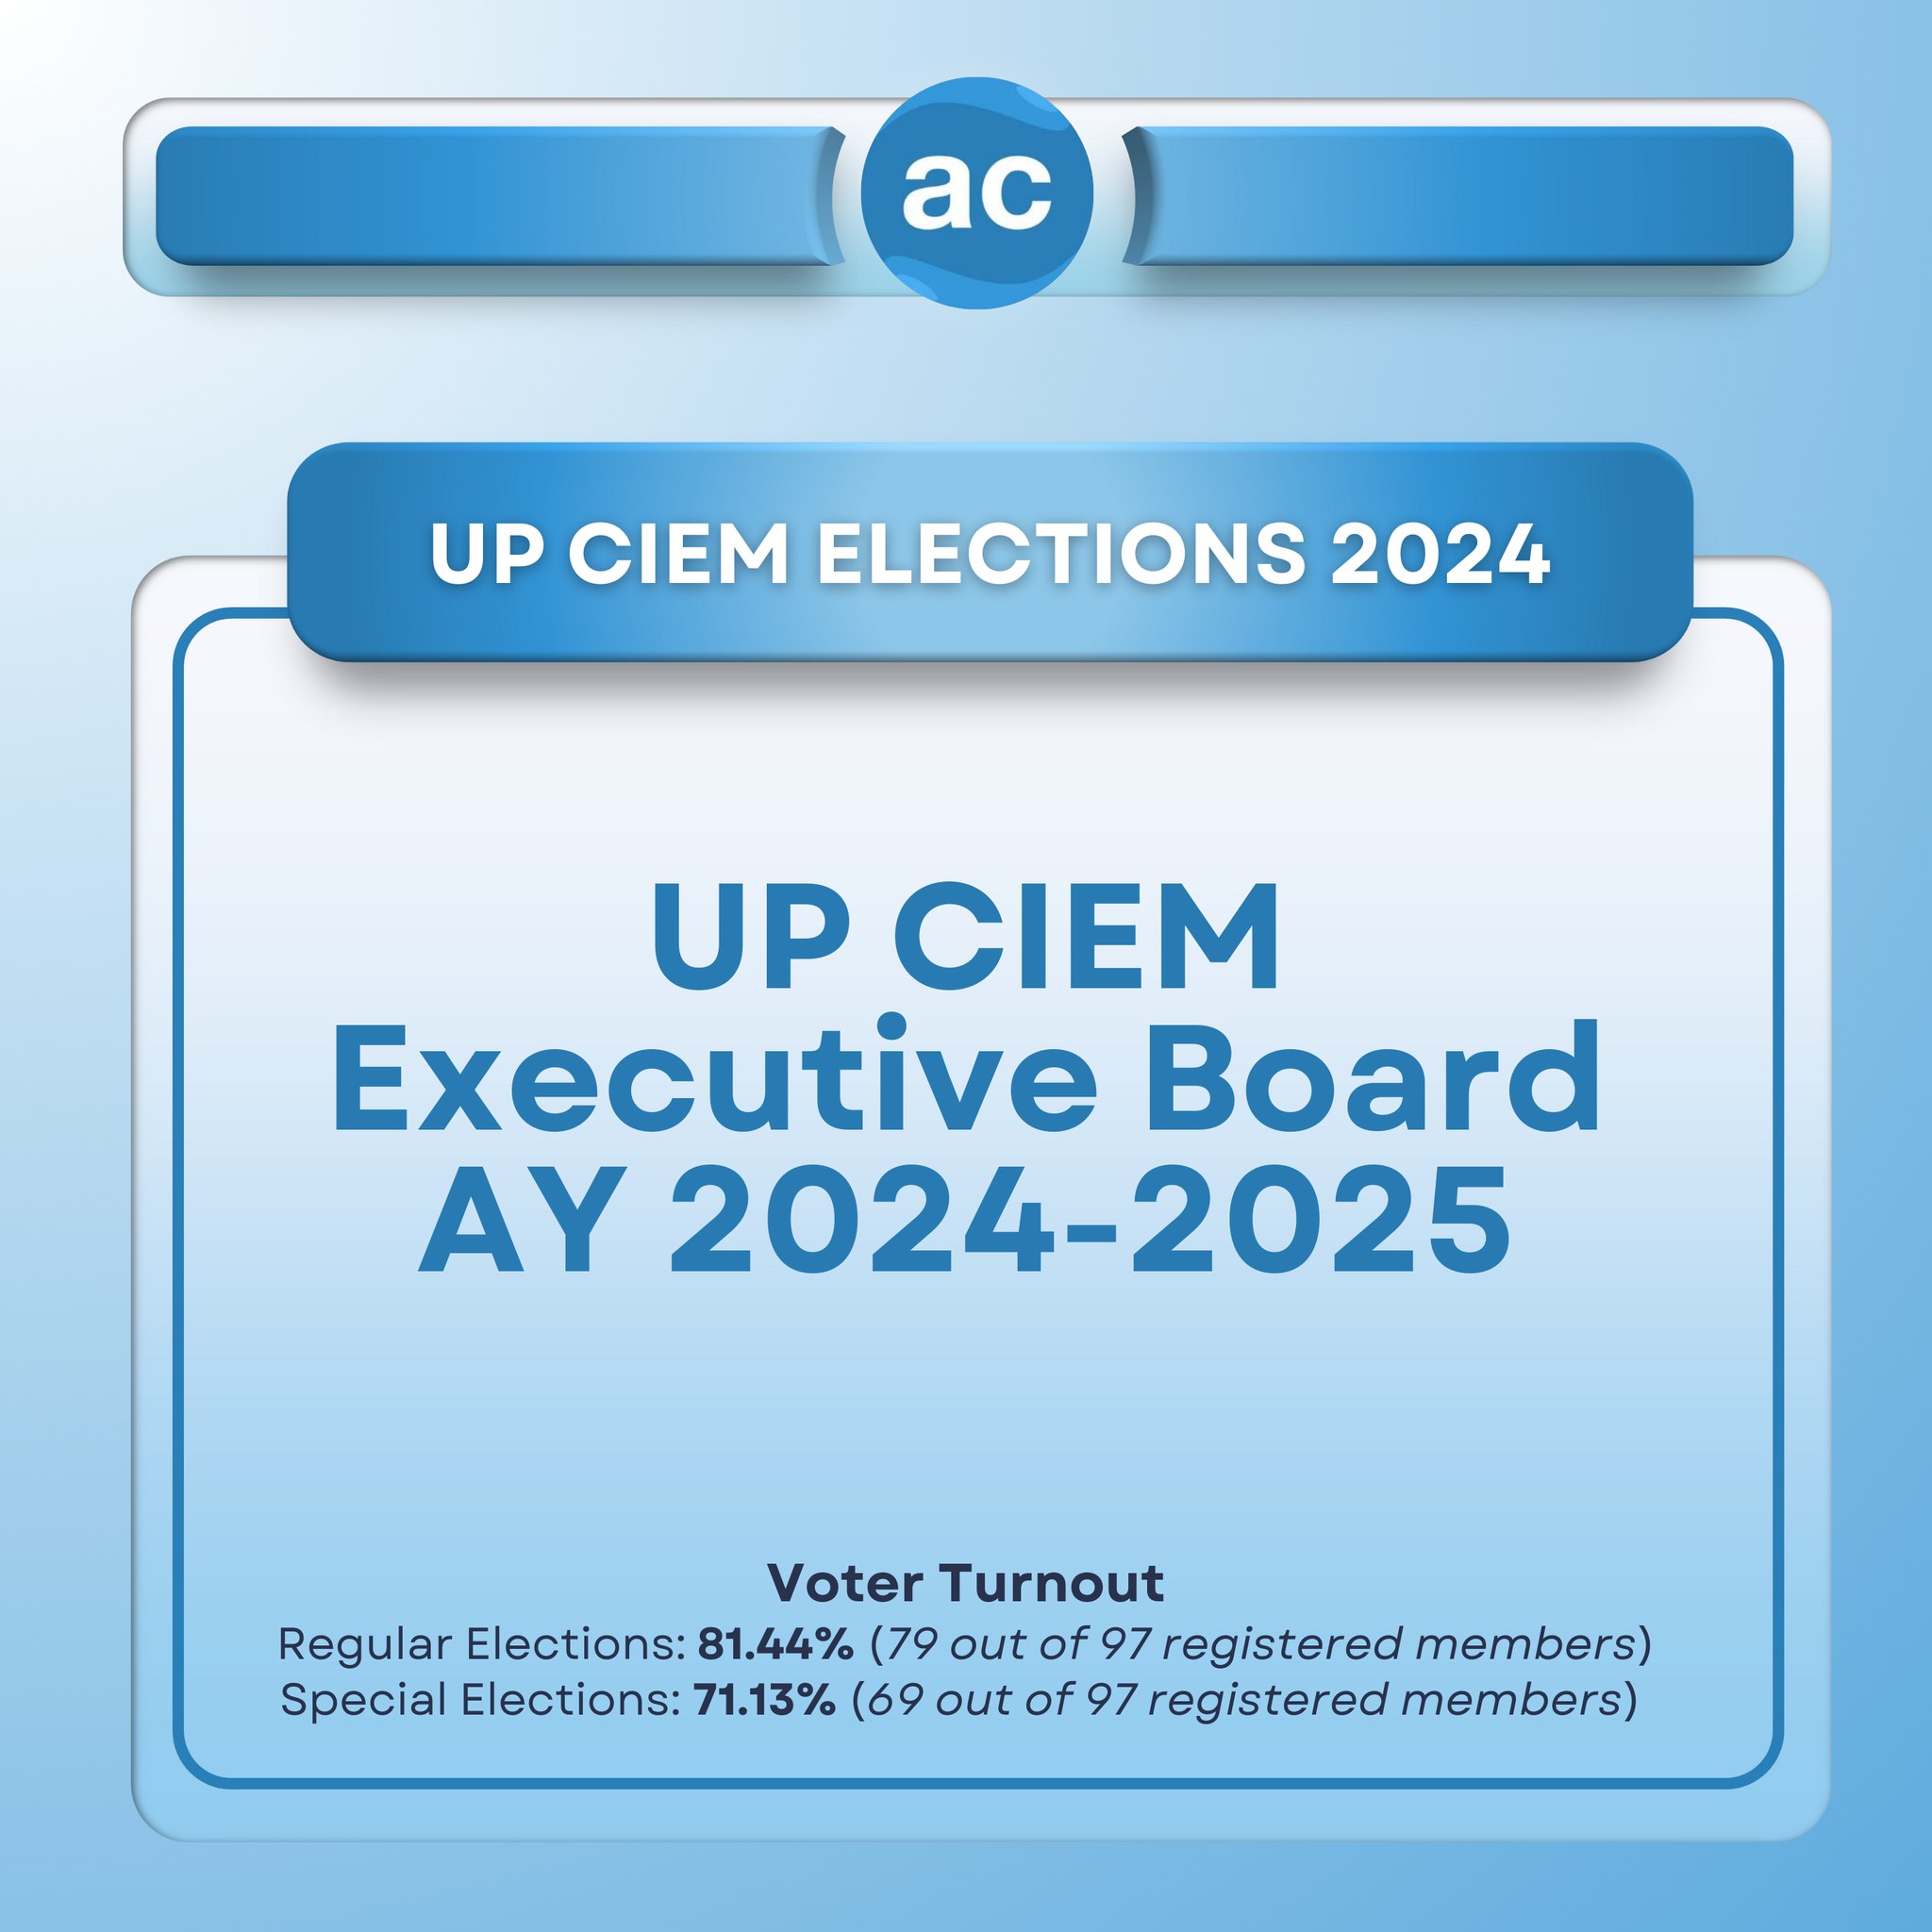 ac
UP CIEM ELECTIONS 2024
UP CIEM
Executive Board
AY 2024-2025
Voter Turnout
Regular Elections: 81.44% (79 out of 97 registered members)
Special Elections: 71.13% (69 out of 97 registered members)